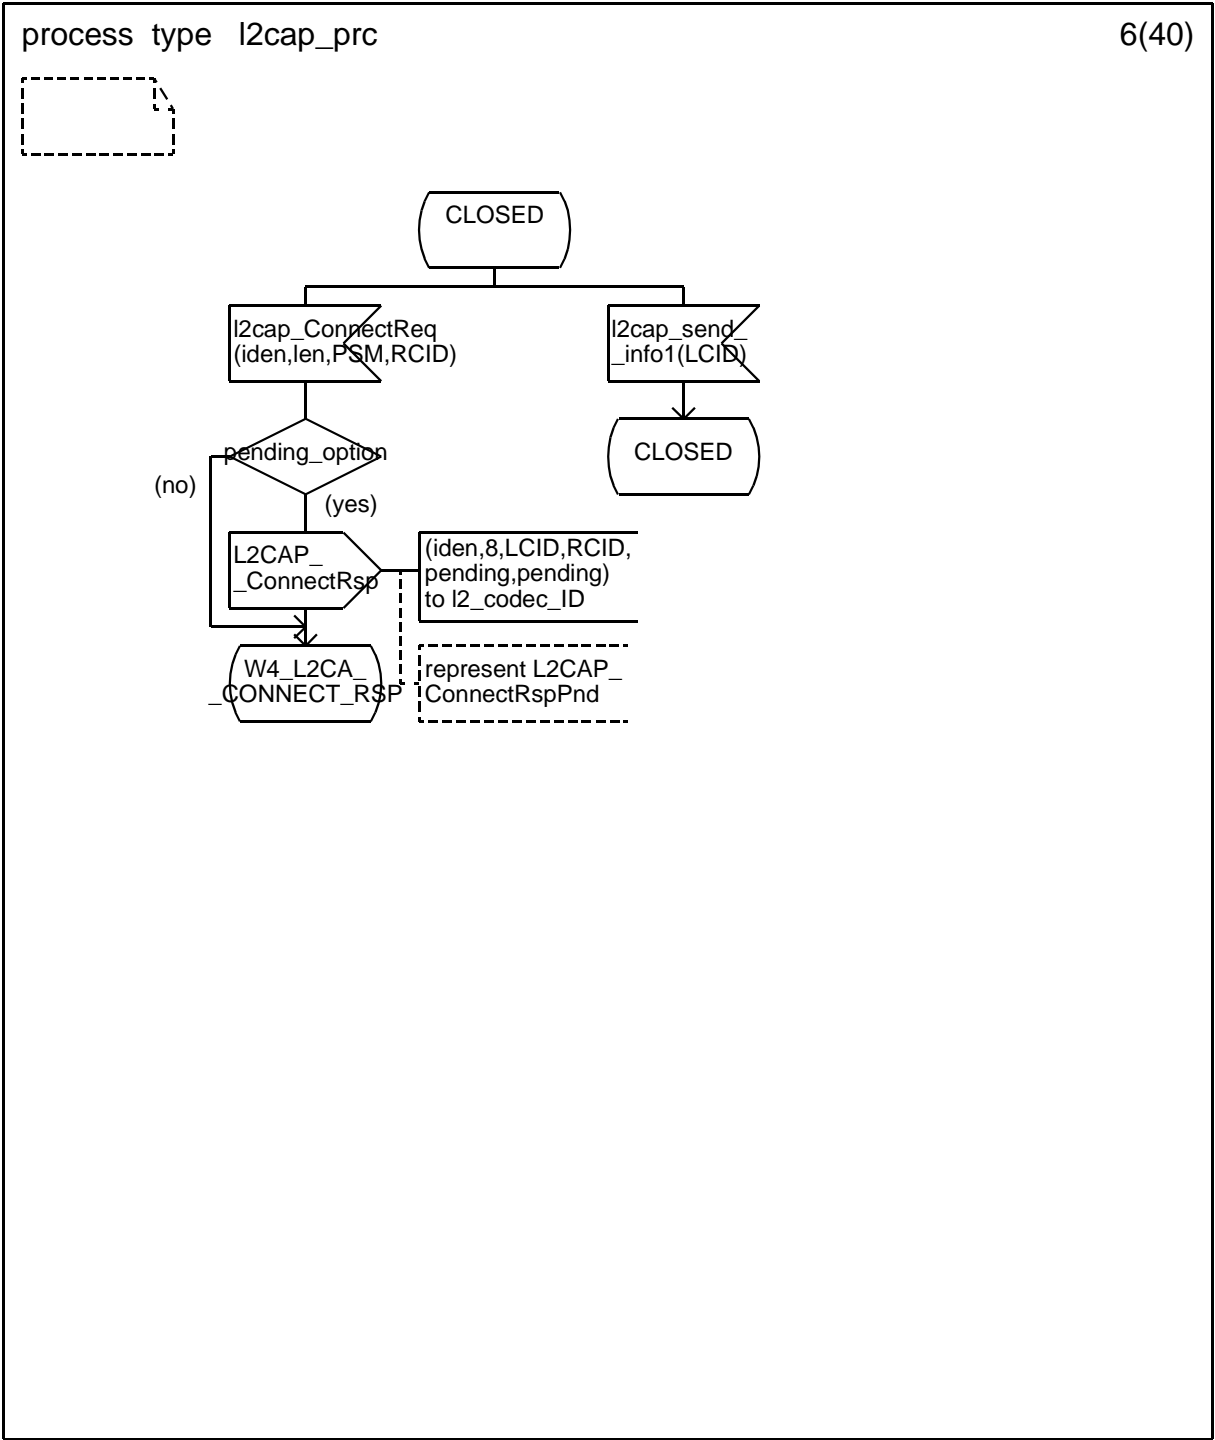 process type l2cap_prc
6(40)
CLOSED
l2cap_ConnectReq
(iden,len,PSM,RCID)
l2cap_send_
_info1(LCID)
pending_option
CLOSED
(no)
(yes)
L2CAP_
_ConnectRsp
(iden,8,LCID,RCID,
pending,pending)
to l2_codec_ID
W4_L2CA_
_CONNECT_RSP
represent L2CAP_
ConnectRspPnd